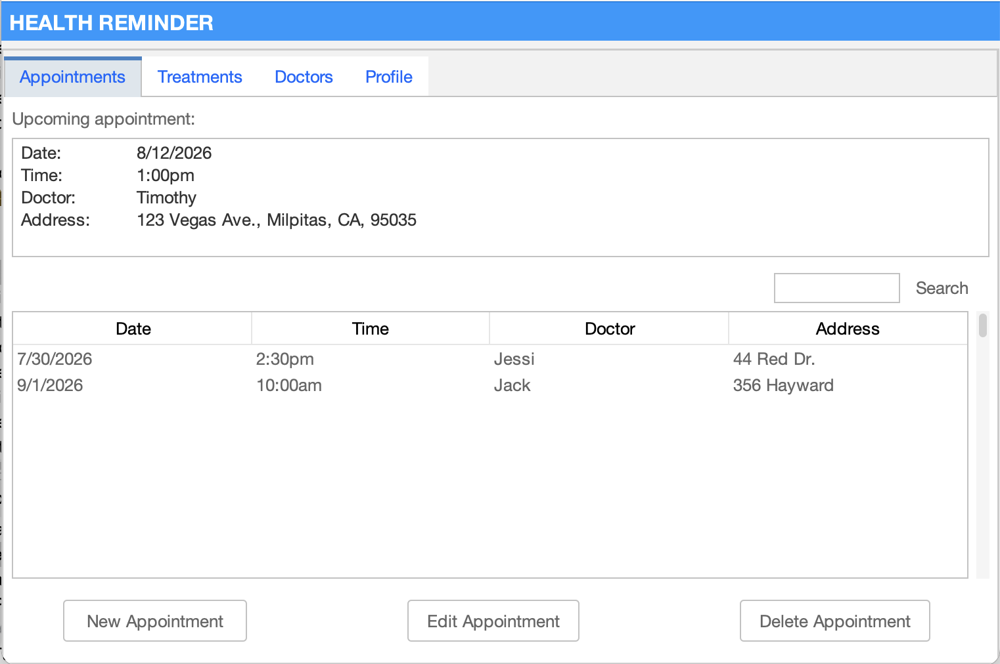 HEALTH REMINDER
Appointments Treatments Doctors Profile
Upcoming appointment:
Date: 8/12/2026
Time: 1:00pm
Doctor: Timothy
Address: 123 Vegas Ave., Milpitas, CA, 95035
Search
Date Time Doctor Address
7/30/2026 2:30pm Jessi 44 Red Dr.
9/1/2026 10:00am Jack 356 Hayward
New Appointment Edit Appointment Delete Appointment